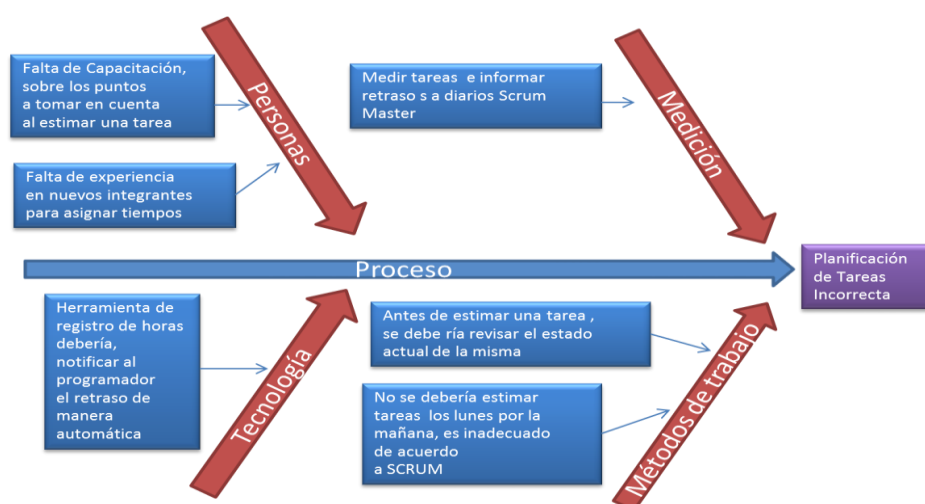 Falta de Capacitación,
sobre los puntos
a tomar en cuenta
al estimar una tarea
Personas
Medir tareas e informar
retraso s a diarios Scrum
Master
Medición
Falta de experiencia
en nuevos integrantes
para asignar tiempos
Proceso
Planificación
de Tareas
Incorrecta
Herramienta de
registro de horas
debería,
notificar al
programador
el retraso de
manera
automática
Tecnología
Antes de estimar una tarea ,
se debe ría revisar el estado
actual de la misma
No se debería estimar
tareas los lunes por la
mañana, es inadecuado
de acuerdo
a SCRUM
Métodos de trabajo